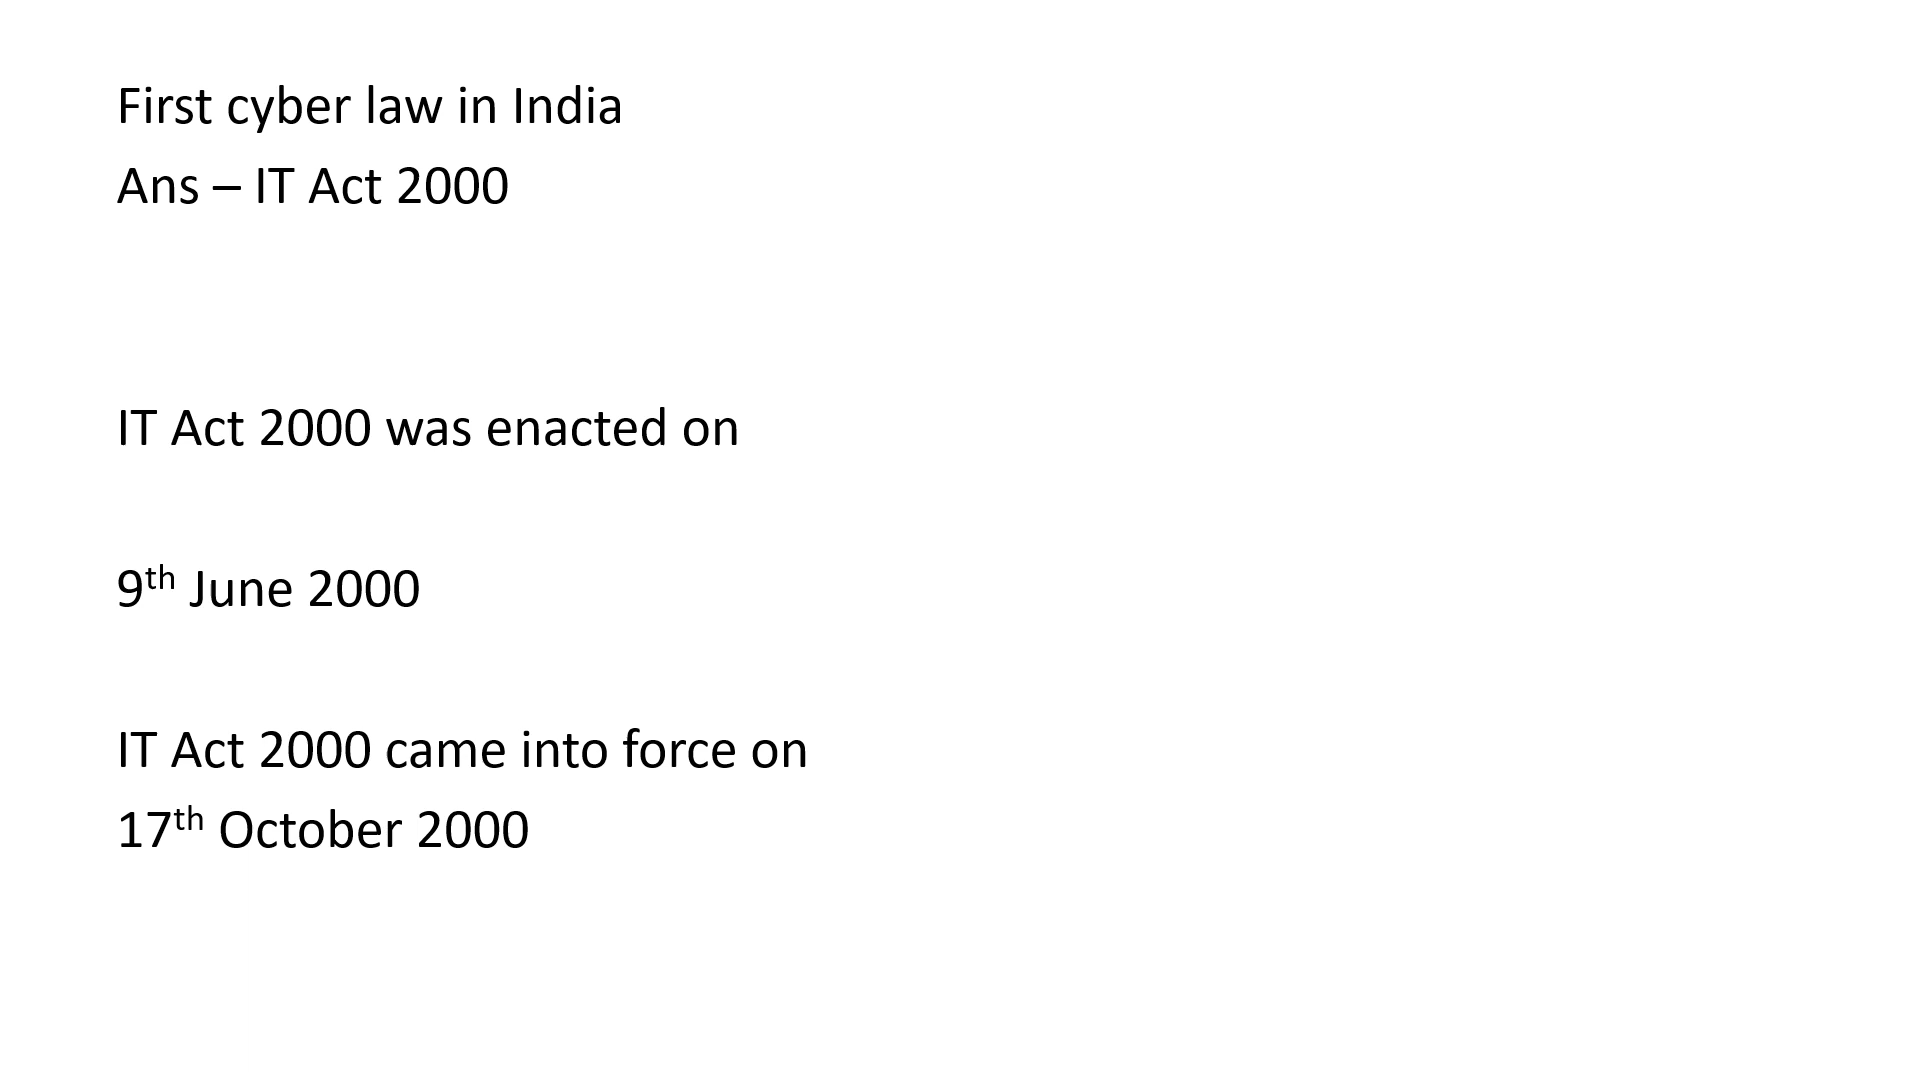 First cyber law in India
Ans – IT Act 2000
IT Act 2000 was enacted on
9th June 2000
IT Act 2000 came into force on
17th October 2000